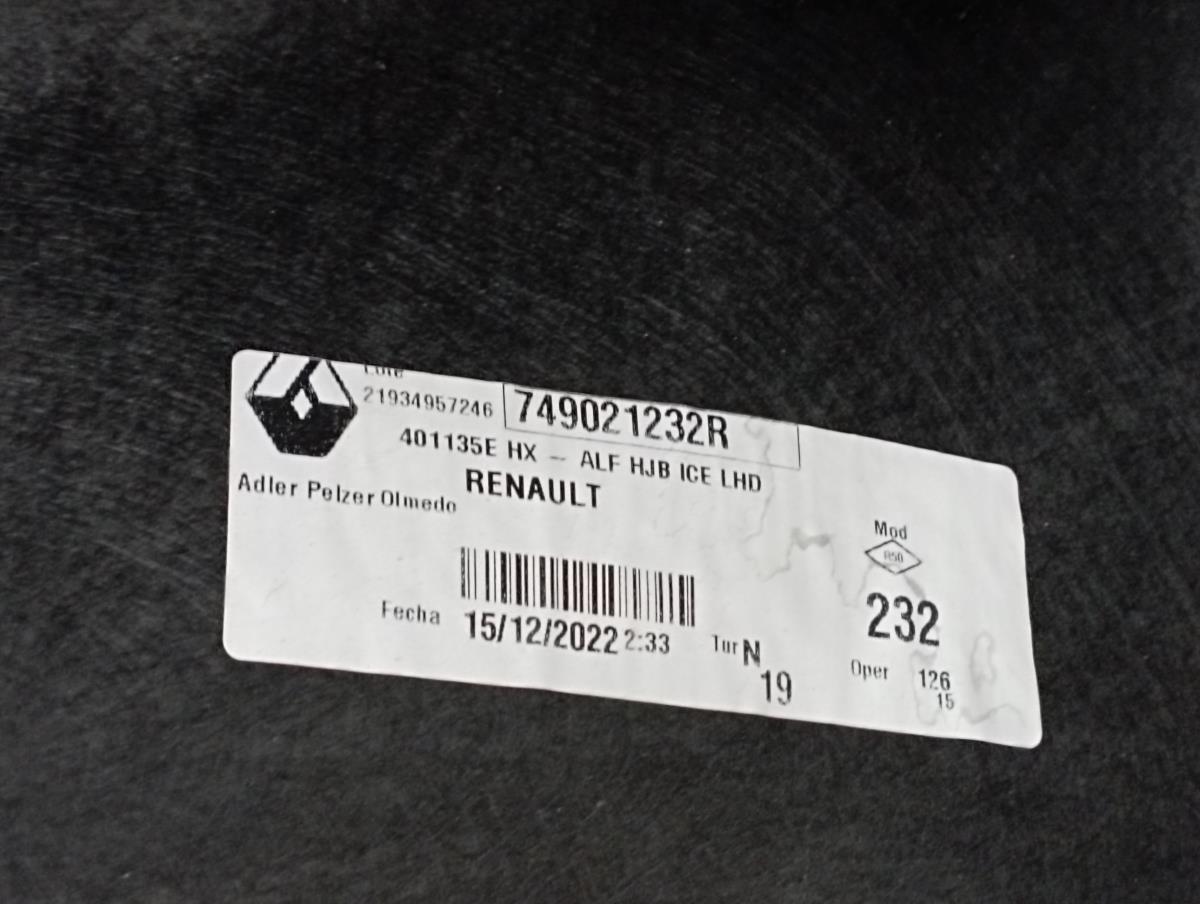 Lote
21934957246 749021232R
401135E HX - ALF HJB ICE LHD
Adler Pelzer Olmedo RENAULT
Mod
R50
232
Fecha 15/12/2022 2:33 Tur N
19
Oper 126
15